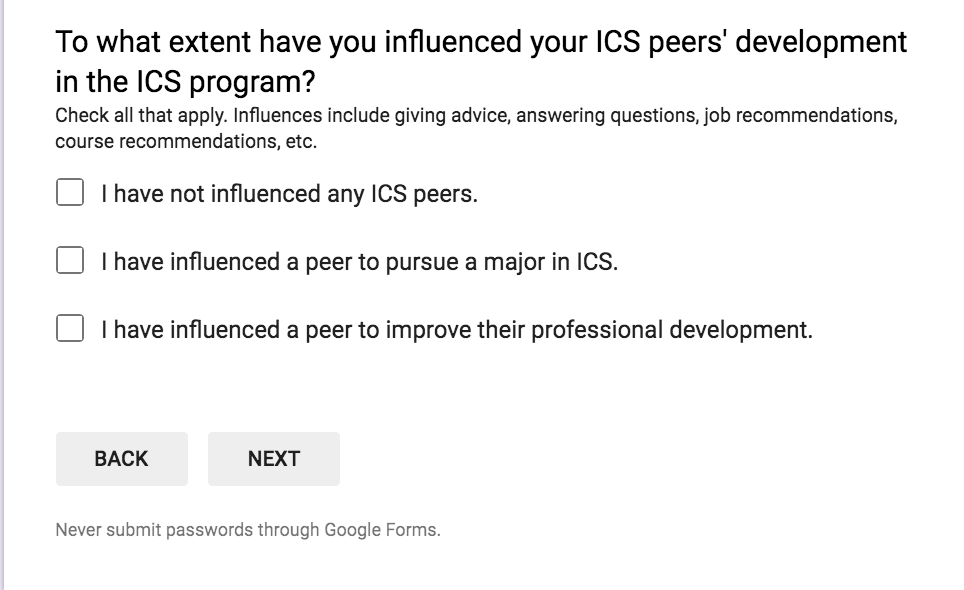 To what extent have you influenced your ICS peers' development
in the ICS program?
Check all that apply. Influences include giving advice, answering questions, job recommendations,
course recommendations, etc.
I have not influenced any ICS peers.
I have influenced a peer to pursue a major in ICS.
I have influenced a peer to improve their professional development.
BACK NEXT
Never submit passwords through Google Forms.